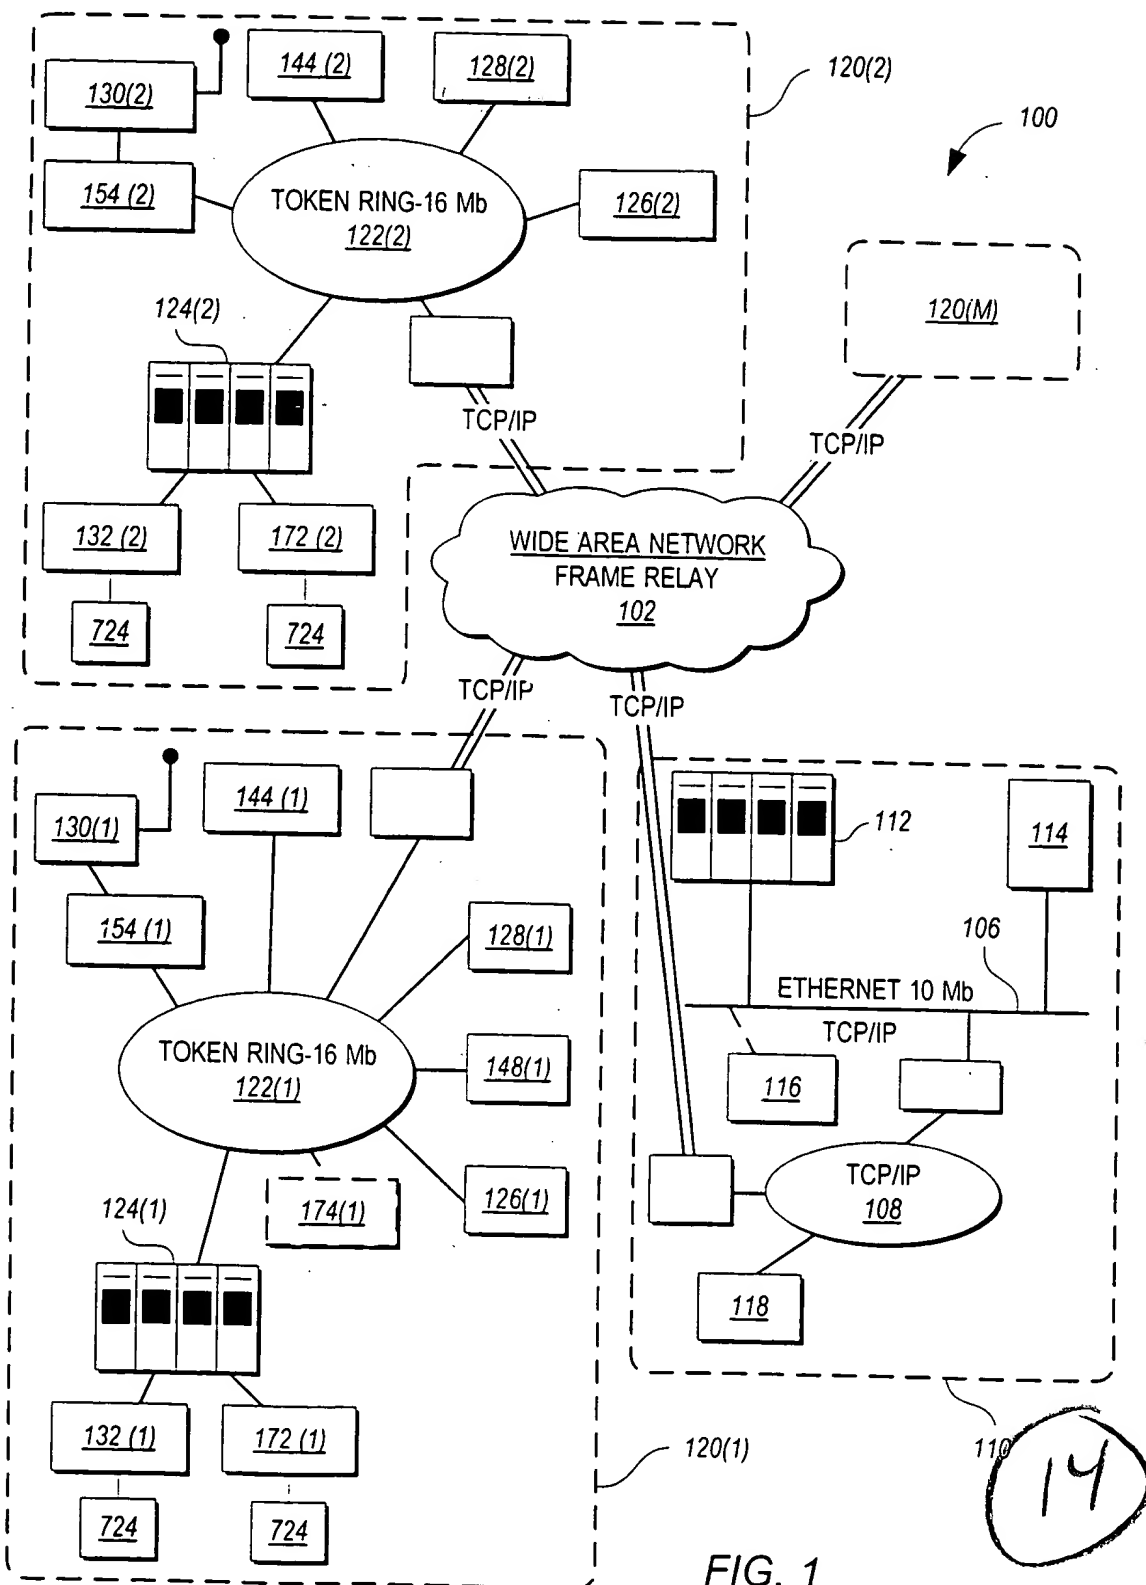 120(2)
100
144 (2)
128(2)
130(2)
154 (2)
TOKEN RING-16 Mb
122(2)
126(2)
120(M)
124(2)
TCP/IP
TCP/IP
132 (2)
172 (2)
724
724
WIDE AREA NETWORK
FRAME RELAY
102
TCP/IP
TCP/IP
130(1)
144 (1)
154 (1)
128(1)
TOKEN RING-16 Mb
122(1)
148(1)
126(1)
174(1)
124(1)
132 (1)
172 (1)
724
724
120(1)
112
114
106
ETHERNET 10 Mb
TCP/IP
116
TCP/IP
108
118
110
14
FIG. 1